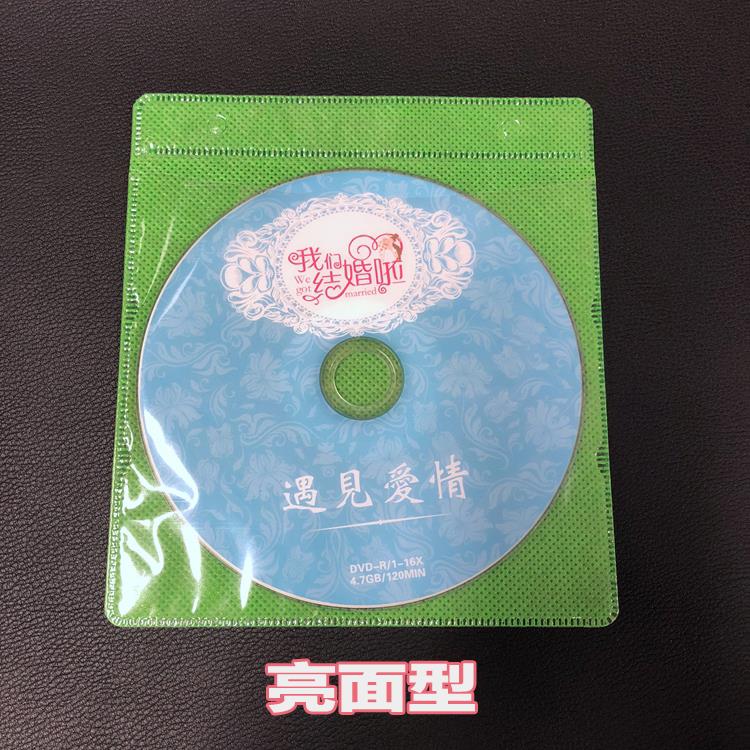 我们
We
结婚啦
got married
遇見愛情
DVD-R/1-16X
4.7GB/120MIN
亮面型